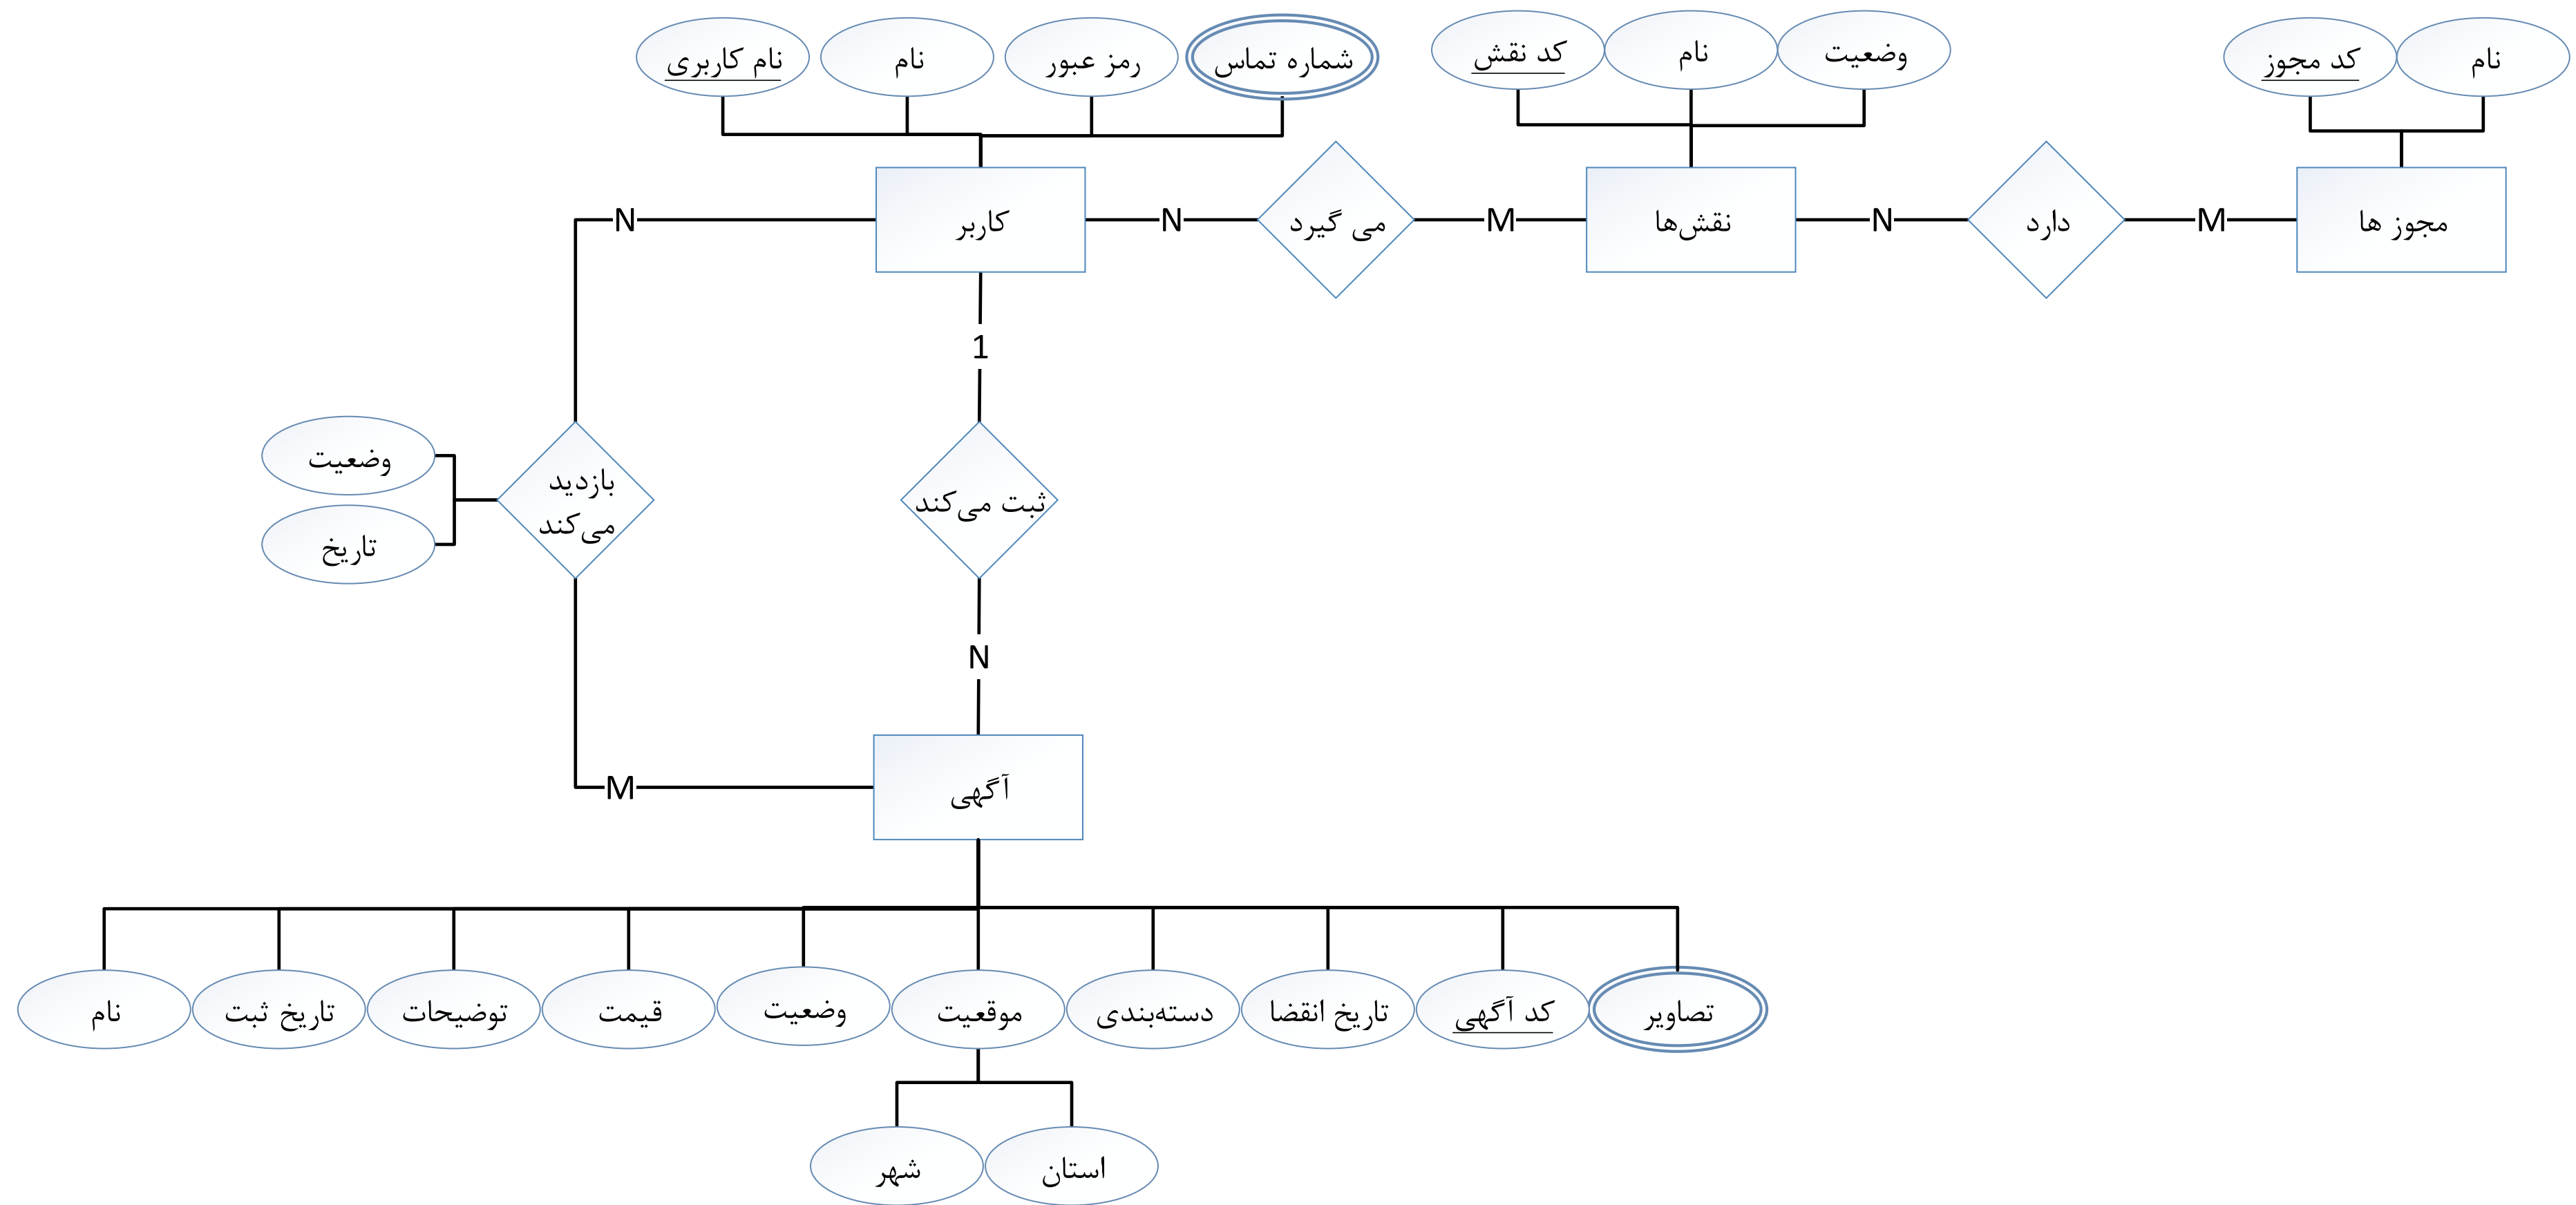 نام کاربری
نام
رمز عبور
شماره تماس
کد نقش
نام
وضعیت
کد مجوز
نام
کاربر
N
می گیرد
M
نقش‌ها
N
دارد
M
مجوز ها
N
1
وضعیت
تاریخ
بازدید
می‌کند
ثبت می‌کند
N
M
آگهی
نام
تاریخ ثبت
توضیحات
قیمت
وضعیت
موقعیت
دسته‌بندی
تاریخ انقضا
کد آگهی
تصاویر
شهر
استان